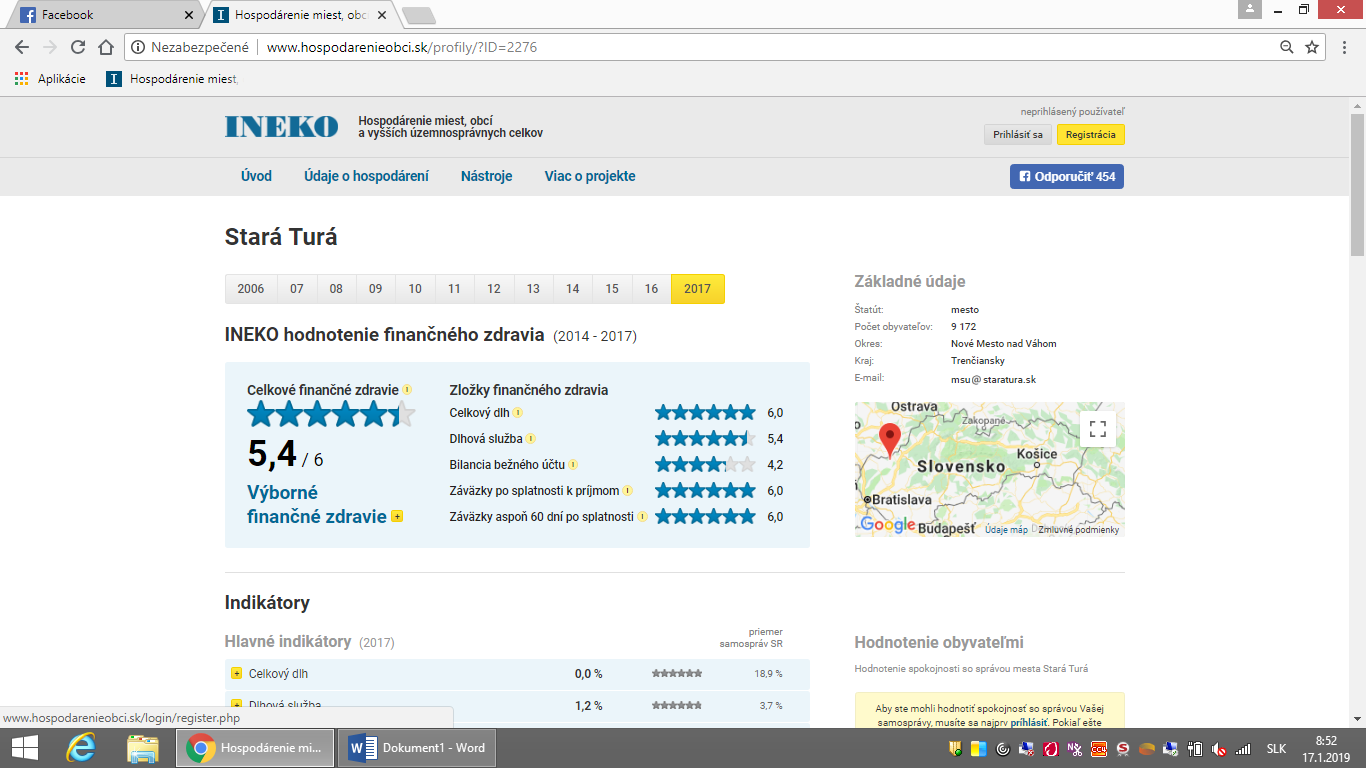 Facebook
Hospodárenie miest, obc
Nezabezpečené
www.hospodarenieobci.sk/profily/?ID=2276
Aplikácie
Hospodárenie miest,
INEKO
Hospodárenie miest, obcí
a vyšších územnosprávnych celkov
neprihlásený používateľ
Prihlásiť sa
Registrácia
Úvod
Údaje o hospodárení
Nástroje
Viac o projekte
Odporučiť 454
Stará Turá
2006 07 08 09 10 11 12 13 14 15 16 2017
INEKO hodnotenie finančného zdravia (2014 - 2017)
Celkové finančné zdravie
5,4 / 6
Výborné
finančné zdravie
Zložky finančného zdravia
Celkový dlh 6,0
Dlhová služba 5,4
Bilancia bežného účtu 4,2
Záväzky po splatnosti k príjmom 6,0
Záväzky aspoň 60 dní po splatnosti 6,0
Základné údaje
Štatút: mesto
Počet obyvateľov: 9 172
Okres: Nové Mesto nad Váhom
Kraj: Trenčiansky
E-mail: msu@staratura.sk
Ostrava
Zakopane
Košice
Slovensko
Bratislava
Google
Budapešť
Údaje máp
Zmluvné podmienky
Indikátory
Hlavné indikátory (2017)
priemer
samospráv SR
Celkový dlh 0,0 % 18,9 %
Dlhová služba 1,2 % 3,7 %
Hodnotenie obyvateľmi
Hodnotenie spokojnosti so správou mesta Stará Turá
Aby ste mohli hodnotiť spokojnosť so správou Vašej
samosprávy, musíte sa najprv prihlásiť. Pokiaľ ešte
www.hospodarenieobci.sk/login/register.php
Hospodárenie mi...
Dokument1 - Word
SLK
8:52
17.1.2019